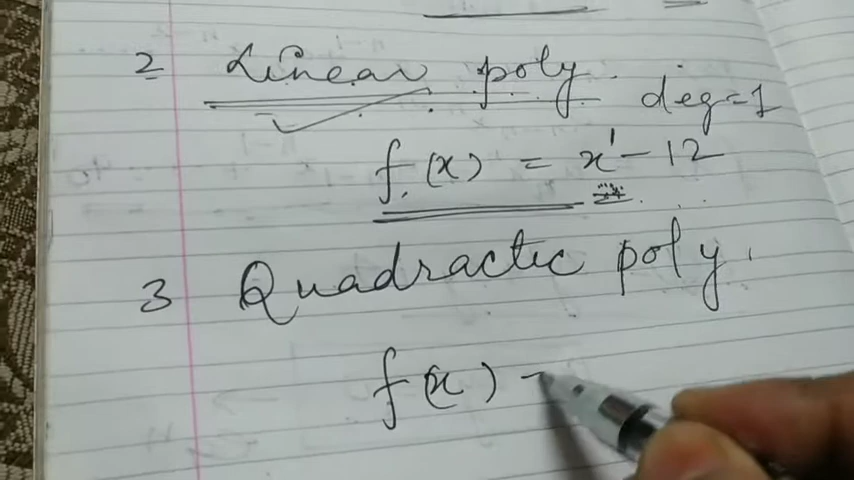 2 Linear poly. deg=1
f(x) = x¹-12
3 Quadractic poly.
f(x) -